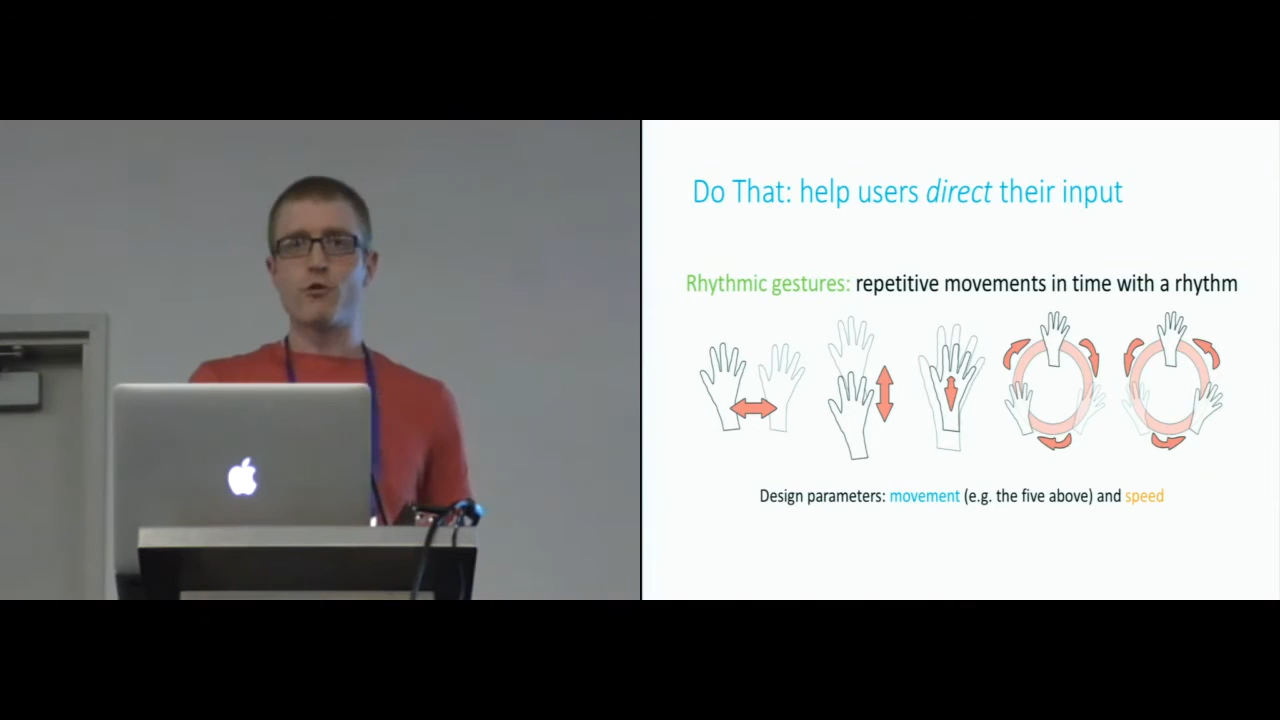 Do That: help users direct their input
Rhythmic gestures: repetitive movements in time with a rhythm
Design parameters: movement (e.g. the five above) and speed